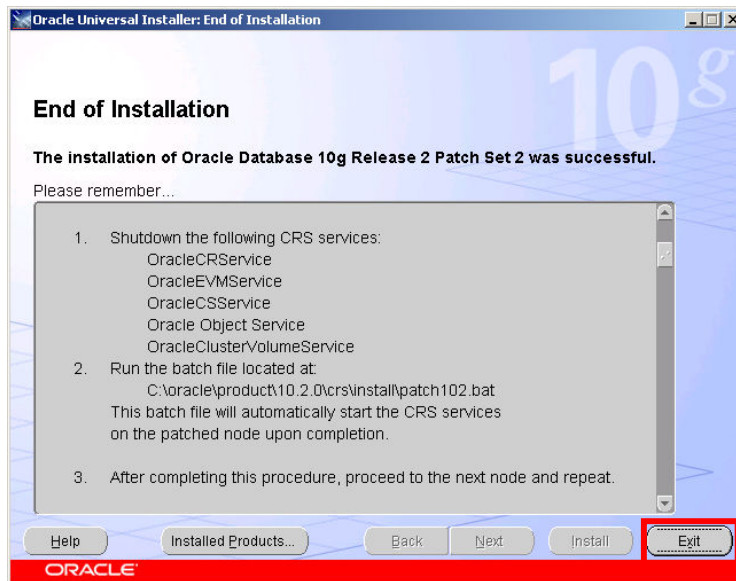 Oracle Universal Installer: End of Installation
10g
End of Installation
The installation of Oracle Database 10g Release 2 Patch Set 2 was successful.
Please remember...
1. Shutdown the following CRS services:
OracleCRService
OracleEVMService
OracleCSService
Oracle Object Service
OracleClusterVolumeService
2. Run the batch file located at:
C:\oracle\product\10.2.0\crs\install\patch102.bat
This batch file will automatically start the CRS services
on the patched node upon completion.
3. After completing this procedure, proceed to the next node and repeat.
Help Installed Products... Back Next Install Exit
ORACLE